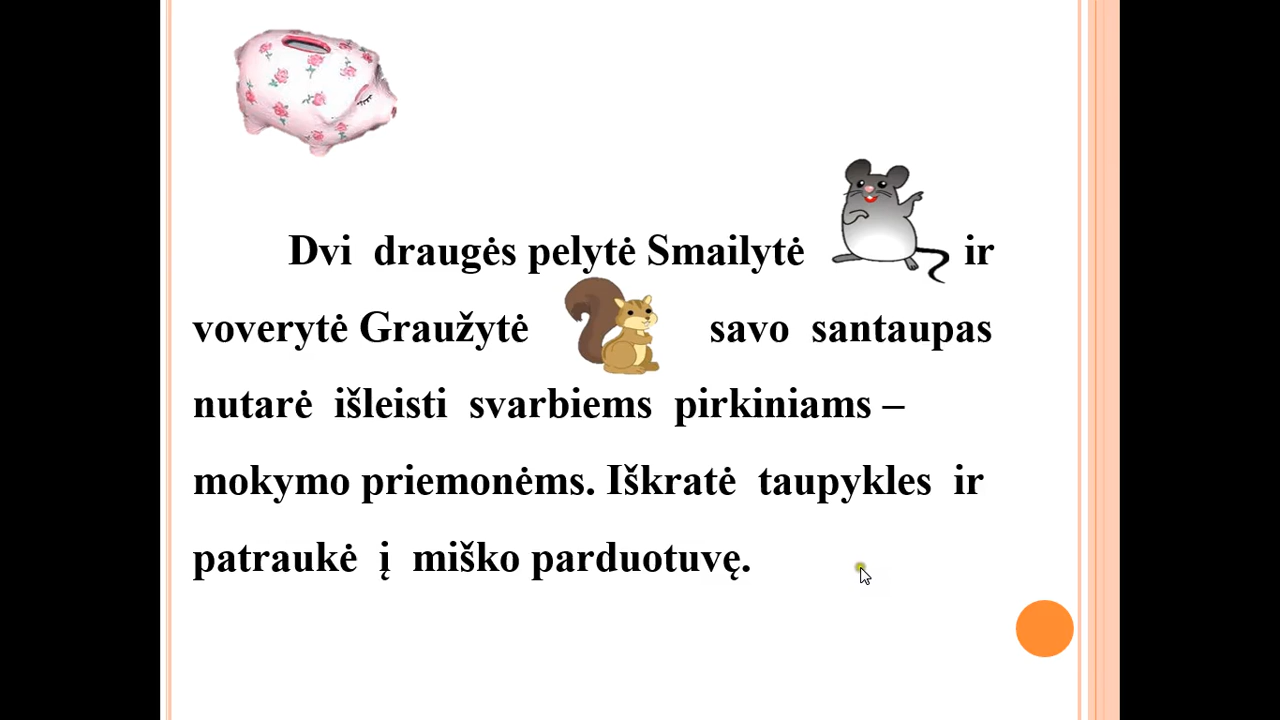 Dvi draugės pelytė Smailytė ir
voverytė Graužytė savo santaupas
nutarė išleisti svarbiems pirkiniams –
mokymo priemonėms. Iškratė taupykles ir
patraukė į miško parduotuvę.